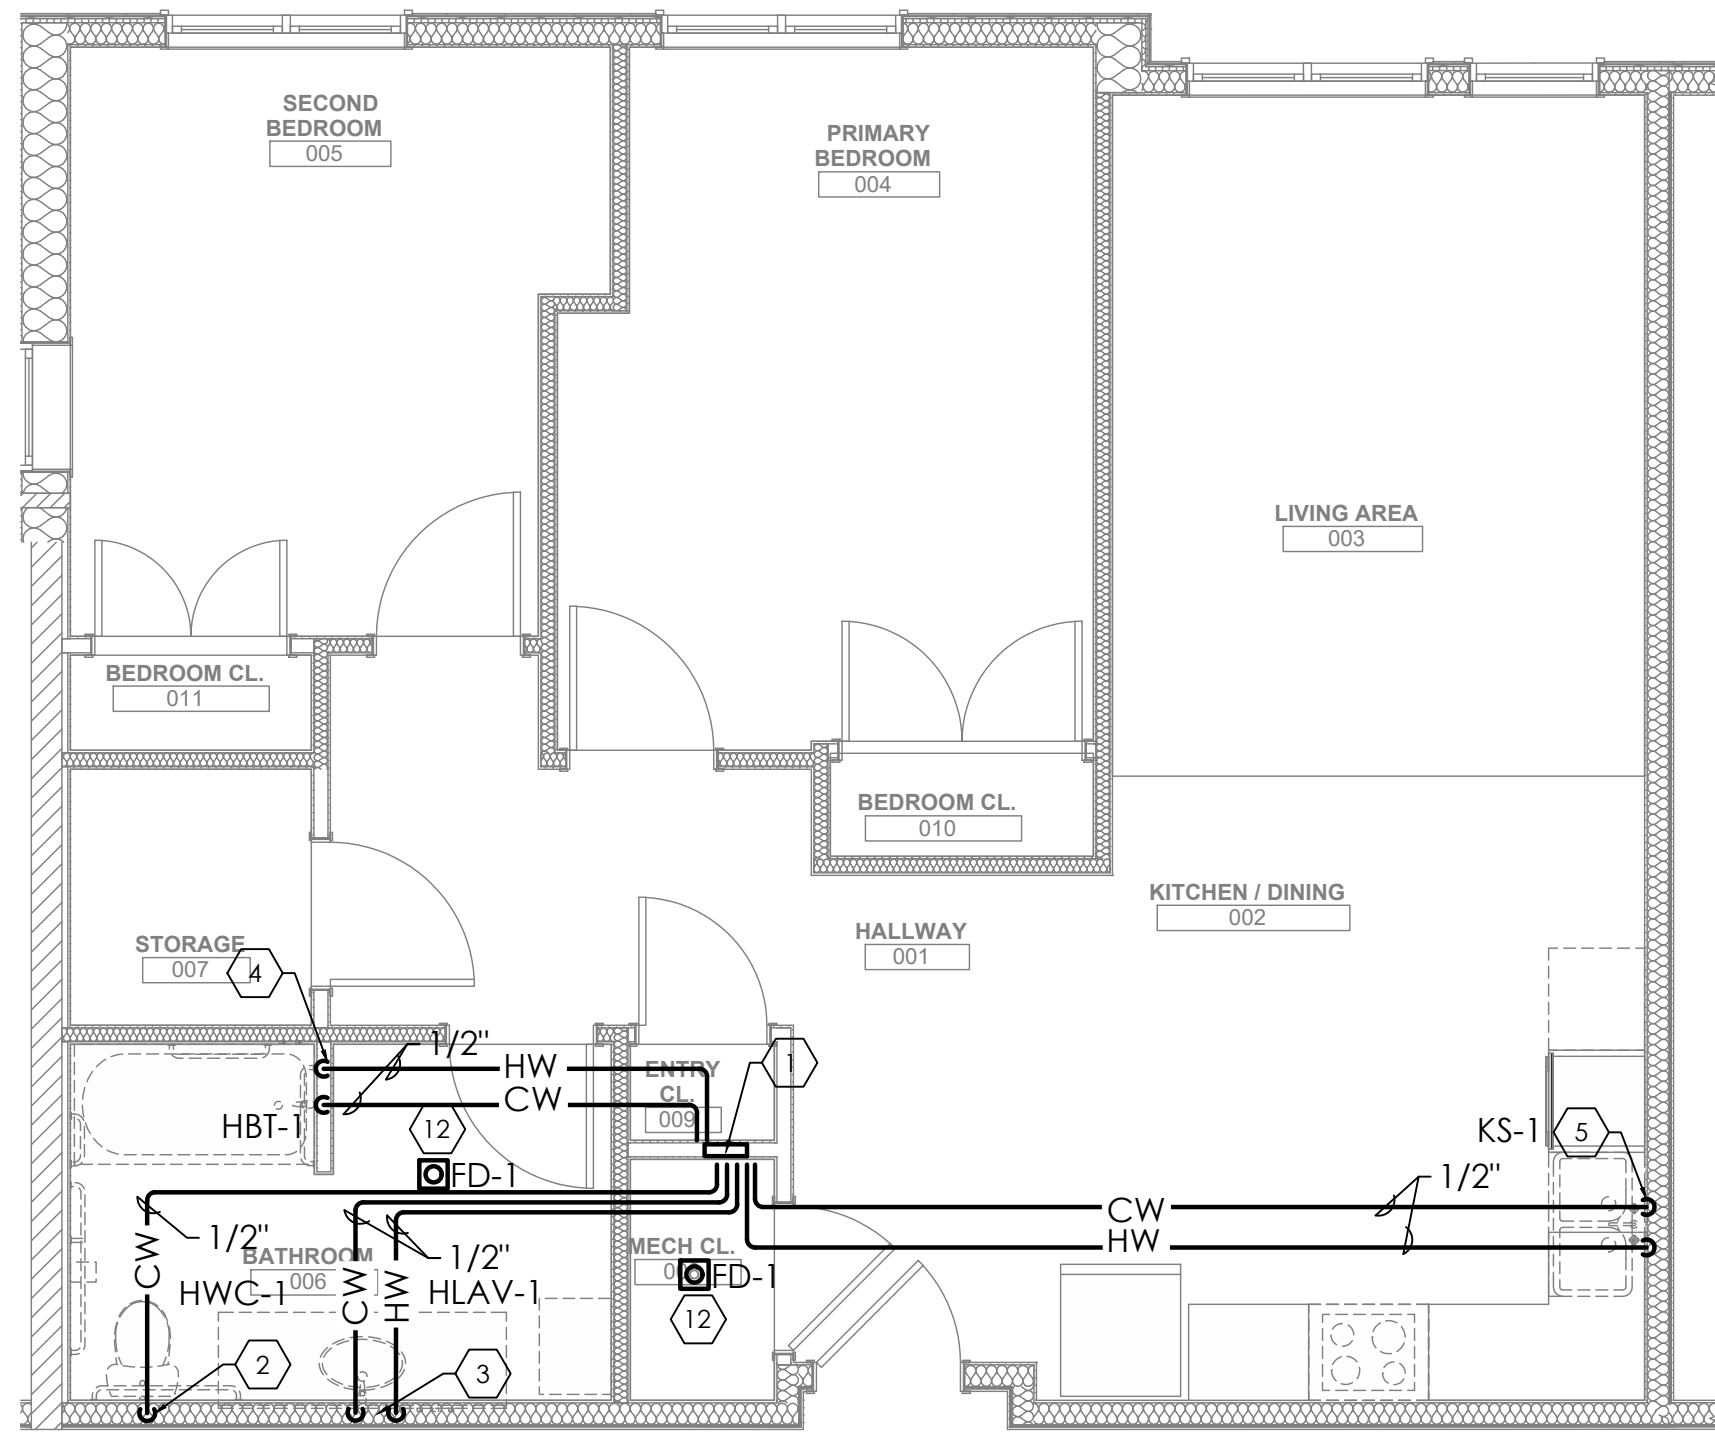 SECOND
BEDROOM
005
PRIMARY
BEDROOM
004
LIVING AREA
003
BEDROOM CL.
011
BEDROOM CL.
010
KITCHEN / DINING
002
HALLWAY
001
STORAGE
007
4
1/2"
HW
CW
ENTRY
CL.
009
1
HBT-1
12
FD-1
KS-1
5
1/2"
CW
HW
1/2"
CW
BATHROOM
006
HWC-1
CW
HW
1/2"
HLAV-1
MECH CL.
FD-1
12
2
3